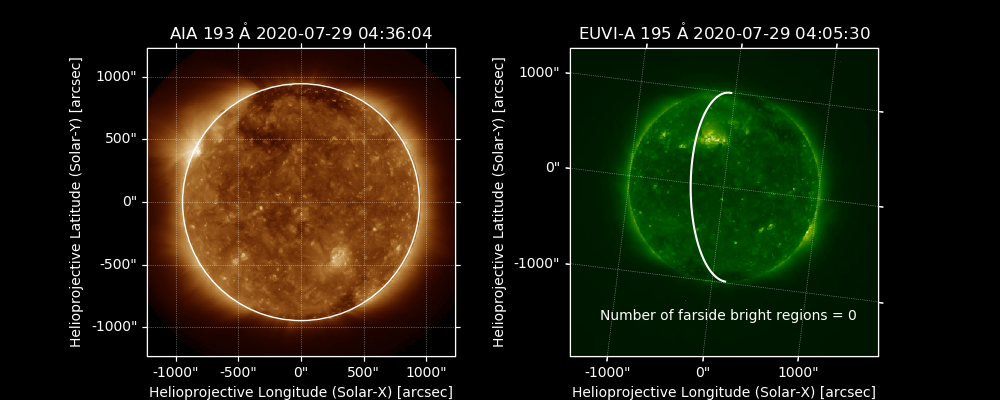 AIA 193 Å 2020-07-29 04:36:04
1000"
500"
0"
-500"
-1000"
-1000"
-500"
0"
500"
1000"
Helioprojective Longitude (Solar-X) [arcsec]
Helioprojective Latitude (Solar-Y) [arcsec]
EUVI-A 195 Å 2020-07-29 04:05:30
1000"
0"
-1000"
Number of farside bright regions = 0
-1000"
0"
1000"
Helioprojective Longitude (Solar-X) [arcsec]
Helioprojective Latitude (Solar-Y) [arcsec]